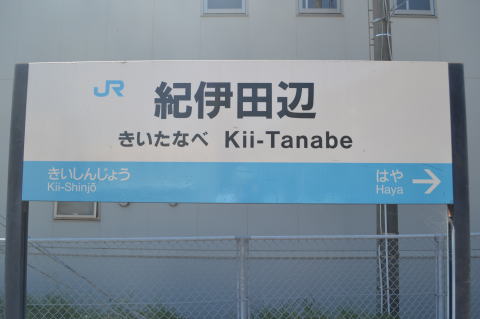 JR
紀伊田辺
きいたなべ Kii-Tanabe
きいしんじょう はや
Kii-Shinjō Haya